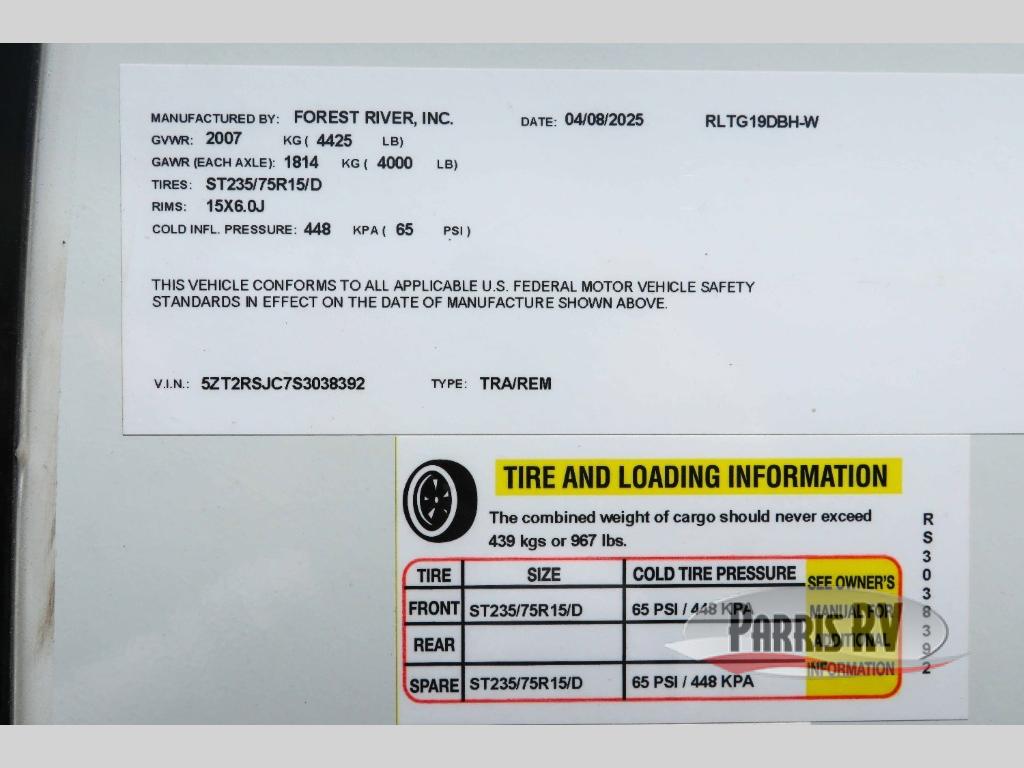 MANUFACTURED BY: FOREST RIVER, INC. DATE: 04/08/2025 RLTG19DBH-W
GVWR: 2007 KG ( 4425 LB)
GAWR (EACH AXLE): 1814 KG ( 4000 LB)
TIRES: ST235/75R15/D
RIMS: 15X6.0J
COLD INFL. PRESSURE: 448 KPA ( 65 PSI )
THIS VEHICLE CONFORMS TO ALL APPLICABLE U.S. FEDERAL MOTOR VEHICLE SAFETY
STANDARDS IN EFFECT ON THE DATE OF MANUFACTURE SHOWN ABOVE.
V.I.N.: 5ZT2RSJC7S3038392 TYPE: TRA/REM
TIRE AND LOADING INFORMATION
The combined weight of cargo should never exceed
439 kgs or 967 lbs.
TIRE SIZE COLD TIRE PRESSURE
FRONT ST235/75R15/D 65 PSI / 448 KPA
REAR
SPARE ST235/75R15/D 65 PSI / 448 KPA
SEE OWNER'S
MANUAL FOR
ADDITIONAL
INFORMATION
RS3038392
PARRIS RV